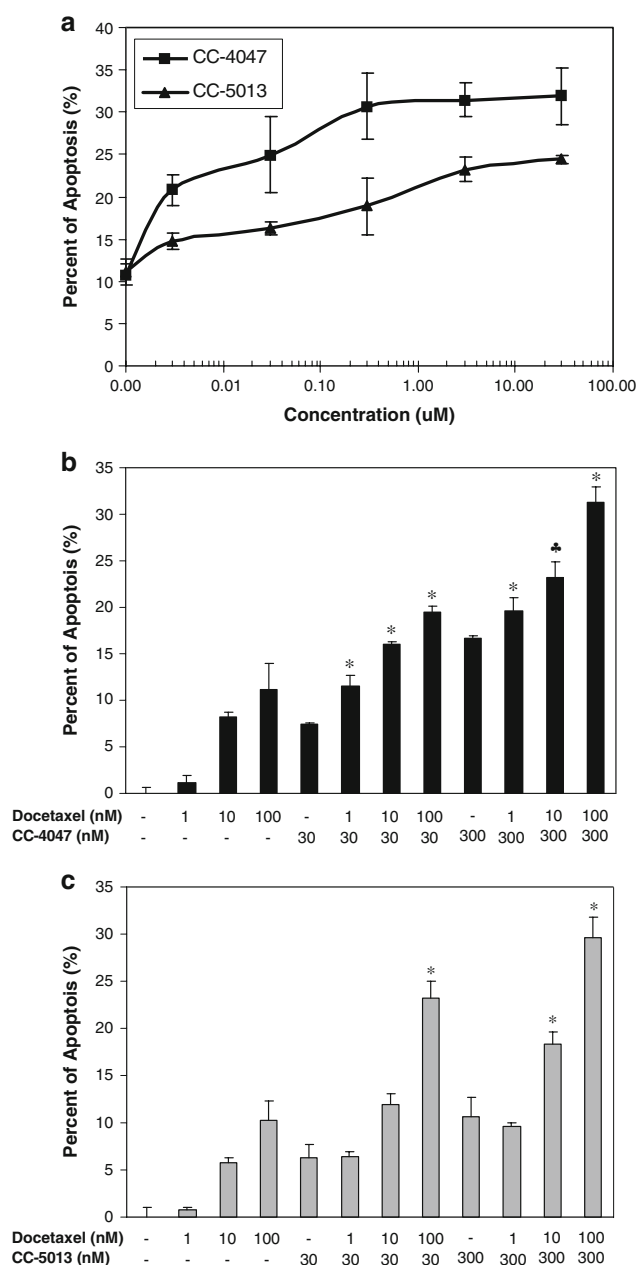 a
40
35
30
25
20
15
10
5
0
Percent of Apoptosis (%)
CC-4047
CC-5013
0.00 0.01 0.10 1.00 10.00 100.00
Concentration (uM)
b
35
30
25
20
15
10
5
0
Percent of Apoptois (%)
* * * * ♣ *
Docetaxel (nM) - 1 10 100 - 1 10 100 - 1 10 100
CC-4047 (nM) - - - - 30 30 30 30 300 300 300 300
c
35
30
25
20
15
10
5
0
Percent of Apoptois (%)
* * *
Docetaxel (nM) - 1 10 100 - 1 10 100 - 1 10 100
CC-5013 (nM) - - - - 30 30 30 30 300 300 300 300